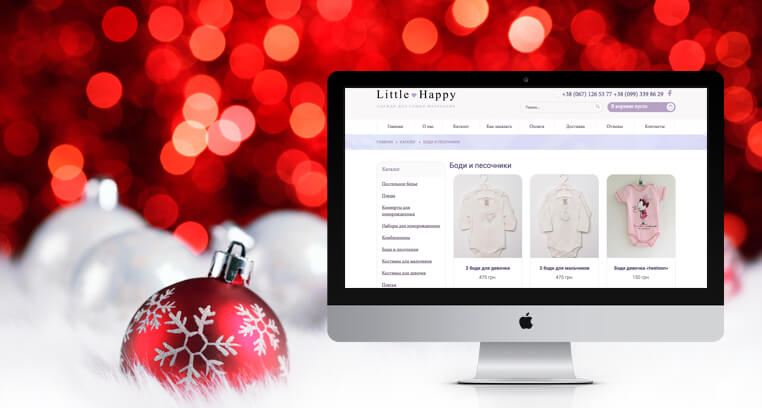 Little Happy
ОДЕЖДА ДЛЯ САМЫХ МАЛЕНЬКИХ
+38 (067) 126 53 77 +38 (099) 339 86 29
Поиск...
В корзине пусто
Главная О нас Каталог Как заказать Оплата Доставка Отзывы Контакты
ГЛАВНАЯ » КАТАЛОГ » БОДИ И ПЕСОЧНИКИ
Каталог
Постельное белье
Пледы
Конверты для
новорожденных
Наборы для новорожденных
Комбинезоны
Боди и песочники
Костюмы для мальчиков
Костюмы для девочек
Платья
Боди и песочники
2 боди для девочки
475 грн
2 боди для мальчиков
475 грн
Боди девочка
150 грн